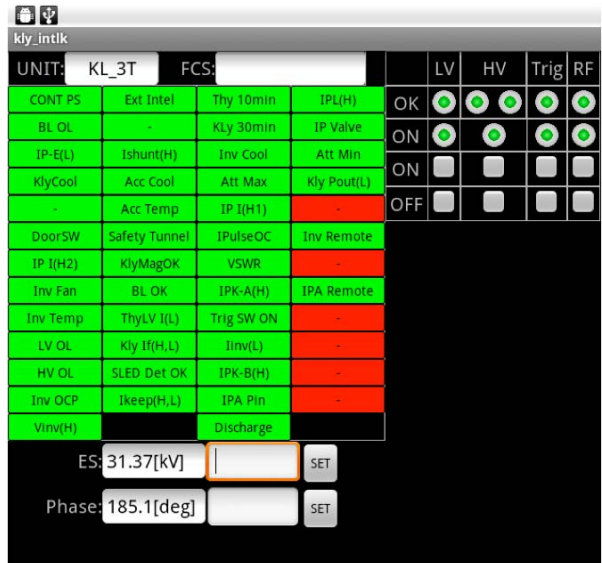 kly_intlk
UNIT: KL_3T FCS:
LV HV Trig RF
OK
ON
ON
OFF
CONT PS Ext Intel Thy 10min IPL(H)
BL OL - KLy 30min IP Valve
IP-E(L) Ishunt(H) Inv Cool Att Min
KlyCool Acc Cool Att Max Kly Pout(L)
- Acc Temp IP I(H1) -
DoorSW Safety Tunnel IPulseOC Inv Remote
IP I(H2) KlyMagOK VSWR -
Inv Fan BL OK IPK-A(H) IPA Remote
Inv Temp ThyLV I(L) Trig SW ON -
LV OL Kly If(H,L) Iinv(L) -
HV OL SLED Det OK IPK-B(H) -
Inv OCP Ikeep(H,L) IPA Pin -
Vinv(H) Discharge
ES: 31.37[kV] SET
Phase: 185.1[deg] SET